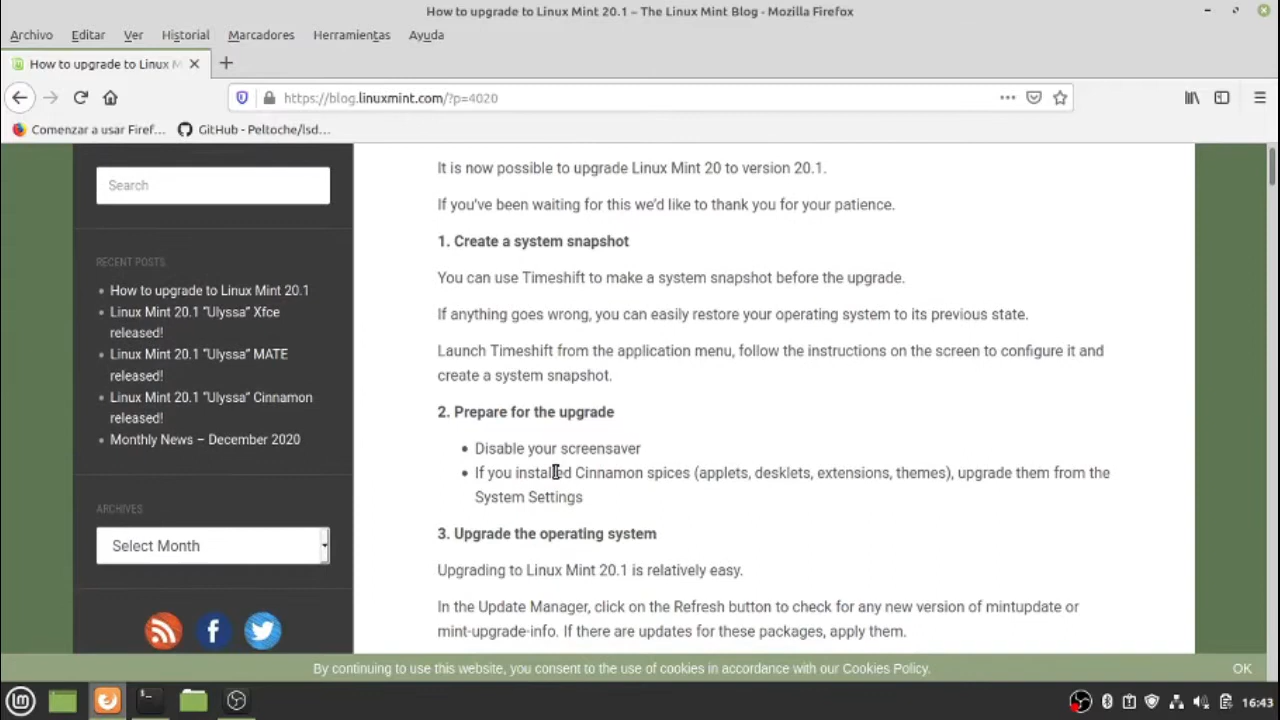 How to upgrade to Linux Mint 20.1 – The Linux Mint Blog - Mozilla Firefox
Archivo Editar Ver Historial Marcadores Herramientas Ayuda
How to upgrade to Linux M
https://blog.linuxmint.com/?p=4020
Comenzar a usar Firef... GitHub - Peltoche/lsd...
Search
RECENT POSTS
How to upgrade to Linux Mint 20.1
Linux Mint 20.1 “Ulyssa” Xfce
released!
Linux Mint 20.1 “Ulyssa” MATE
released!
Linux Mint 20.1 “Ulyssa” Cinnamon
released!
Monthly News – December 2020
ARCHIVES
Select Month
It is now possible to upgrade Linux Mint 20 to version 20.1.
If you’ve been waiting for this we’d like to thank you for your patience.
1. Create a system snapshot
You can use Timeshift to make a system snapshot before the upgrade.
If anything goes wrong, you can easily restore your operating system to its previous state.
Launch Timeshift from the application menu, follow the instructions on the screen to configure it and
create a system snapshot.
2. Prepare for the upgrade
Disable your screensaver
If you installed Cinnamon spices (applets, desklets, extensions, themes), upgrade them from the
System Settings
3. Upgrade the operating system
Upgrading to Linux Mint 20.1 is relatively easy.
In the Update Manager, click on the Refresh button to check for any new version of mintupdate or
mint-upgrade-info. If there are updates for these packages, apply them.
By continuing to use this website, you consent to the use of cookies in accordance with our Cookies Policy. OK
16:43